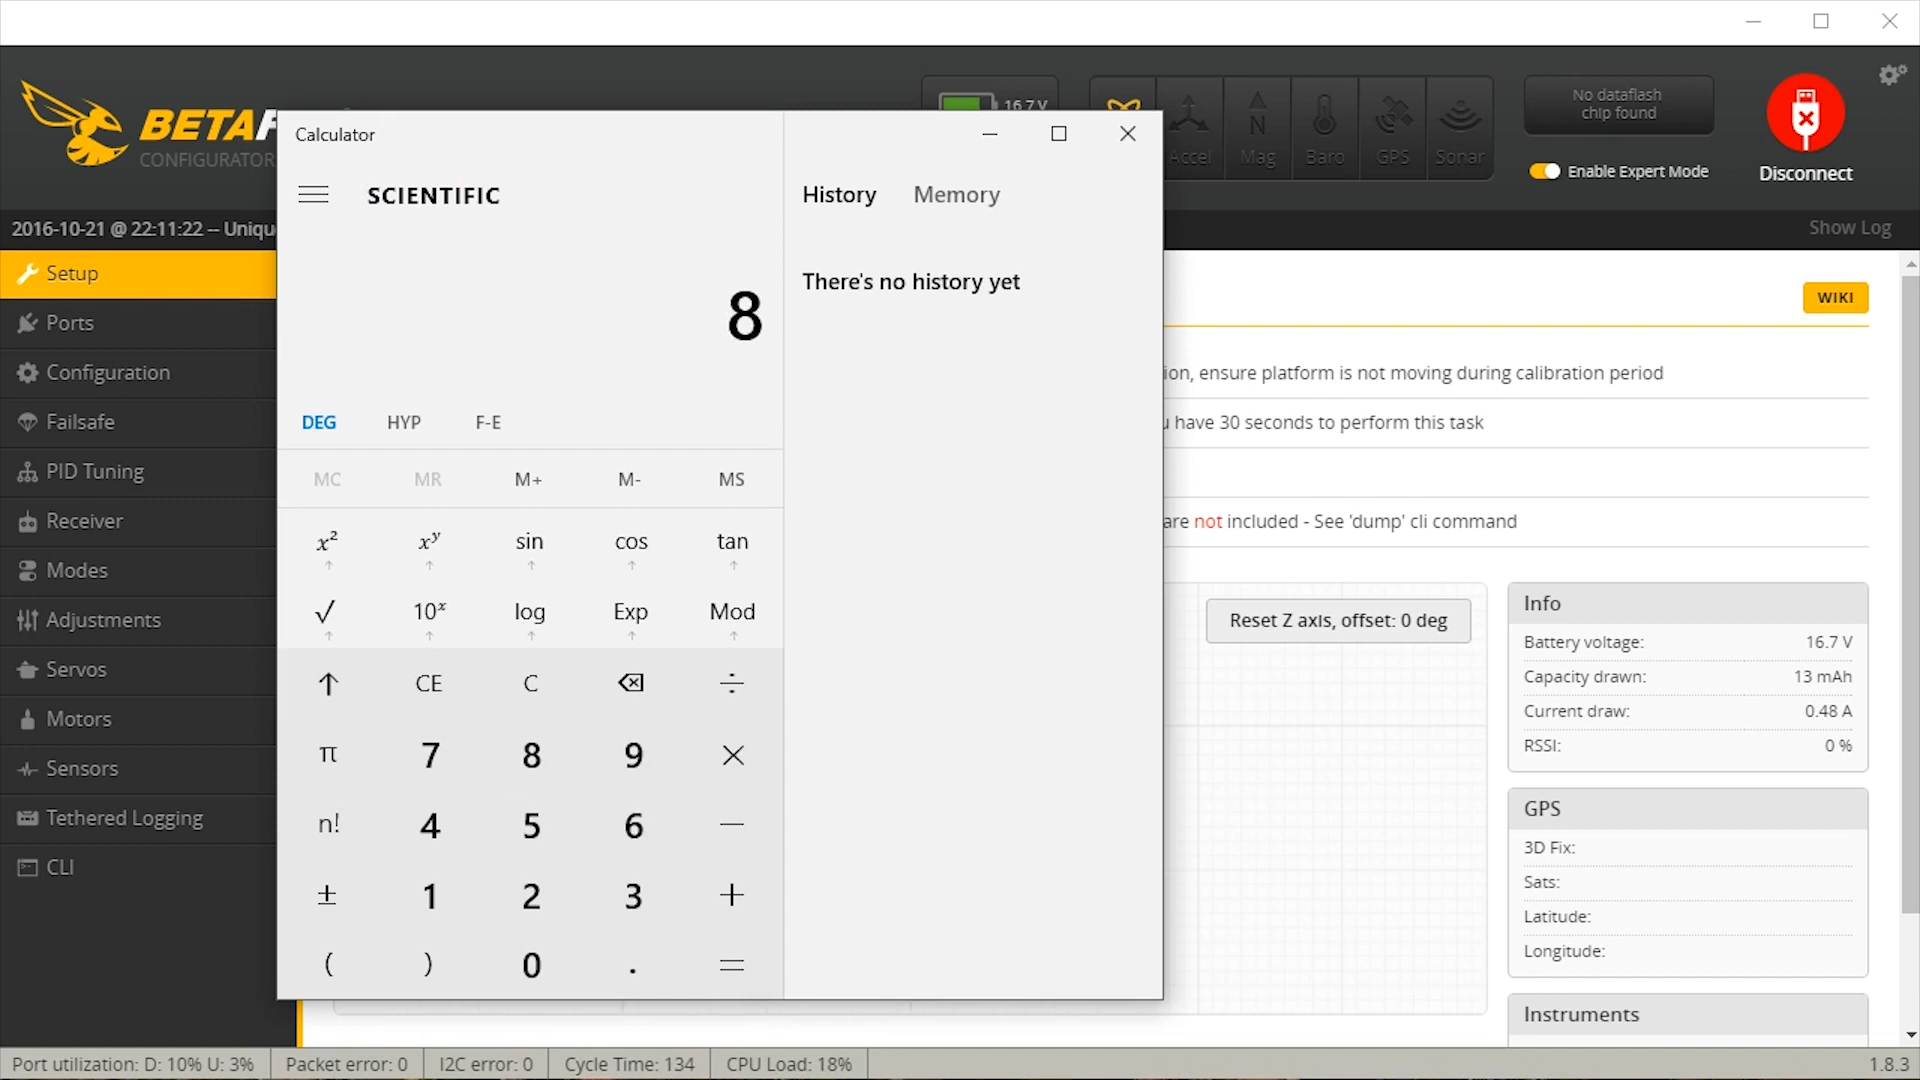 BETAF
CONFIGURATOR
16.7 V
Accel
Mag
Baro
GPS
Sonar
No dataflash
chip found
Enable Expert Mode
Disconnect
2016-10-21 @ 22:11:22 -- Uniqu
Show Log
Setup
Ports
Configuration
Failsafe
PID Tuning
Receiver
Modes
Adjustments
Servos
Motors
Sensors
Tethered Logging
CLI
Calculator
SCIENTIFIC
8
DEG HYP F-E
MC MR M+ M- MS
x² xʸ sin cos tan
√ 10ˣ log Exp Mod
↑ CE C ⌫ ÷
π 7 8 9 ×
n! 4 5 6 −
± 1 2 3 +
( ) 0 . =
History Memory
There's no history yet
WIKI
ion, ensure platform is not moving during calibration period
u have 30 seconds to perform this task
are not included - See 'dump' cli command
Reset Z axis, offset: 0 deg
Info
Battery voltage: 16.7 V
Capacity drawn: 13 mAh
Current draw: 0.48 A
RSSI: 0 %
GPS
3D Fix:
Sats:
Latitude:
Longitude:
Instruments
Port utilization: D: 10% U: 3% Packet error: 0 I2C error: 0 Cycle Time: 134 CPU Load: 18% 1.8.3